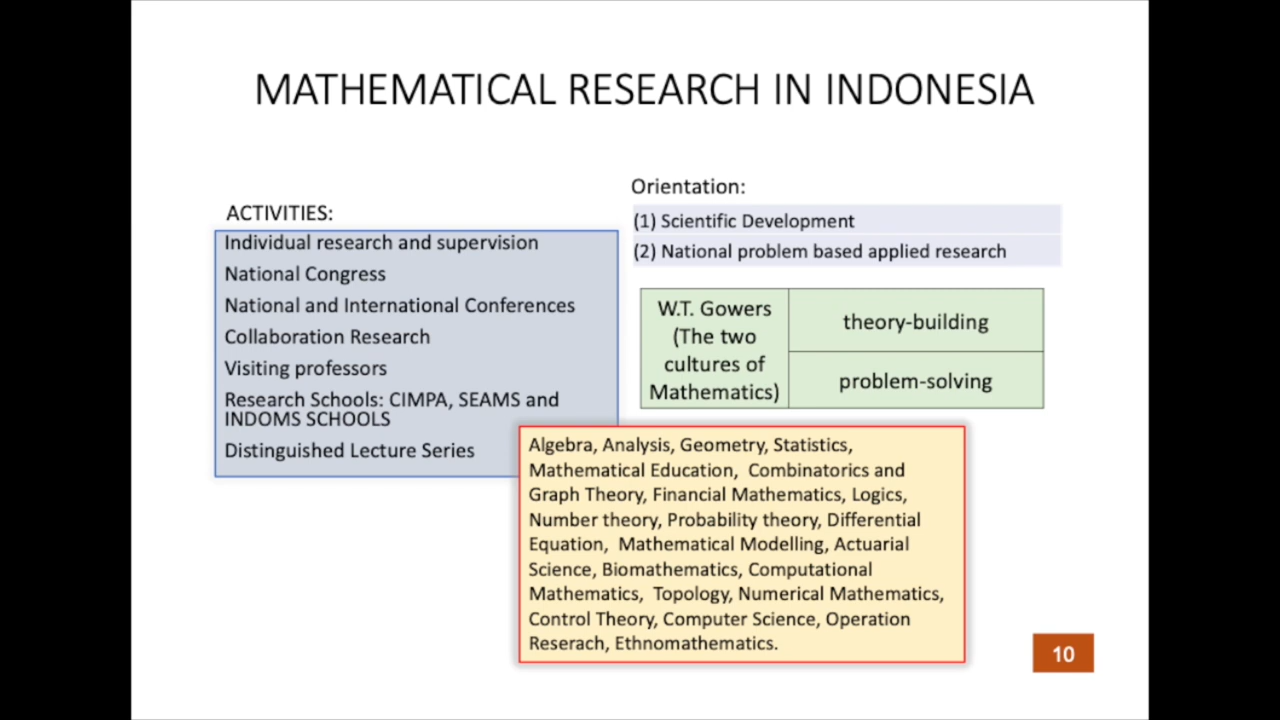 MATHEMATICAL RESEARCH IN INDONESIA
ACTIVITIES:
Individual research and supervision
National Congress
National and International Conferences
Collaboration Research
Visiting professors
Research Schools: CIMPA, SEAMS and
INDOMS SCHOOLS
Distinguished Lecture Series
Orientation:
(1) Scientific Development
(2) National problem based applied research
W.T. Gowers
(The two
cultures of
Mathematics)
theory-building
problem-solving
Algebra, Analysis, Geometry, Statistics,
Mathematical Education,  Combinatorics and
Graph Theory, Financial Mathematics, Logics,
Number theory, Probability theory, Differential
Equation,  Mathematical Modelling, Actuarial
Science, Biomathematics, Computational
Mathematics,  Topology, Numerical Mathematics,
Control Theory, Computer Science, Operation
Reserach, Ethnomathematics.
10